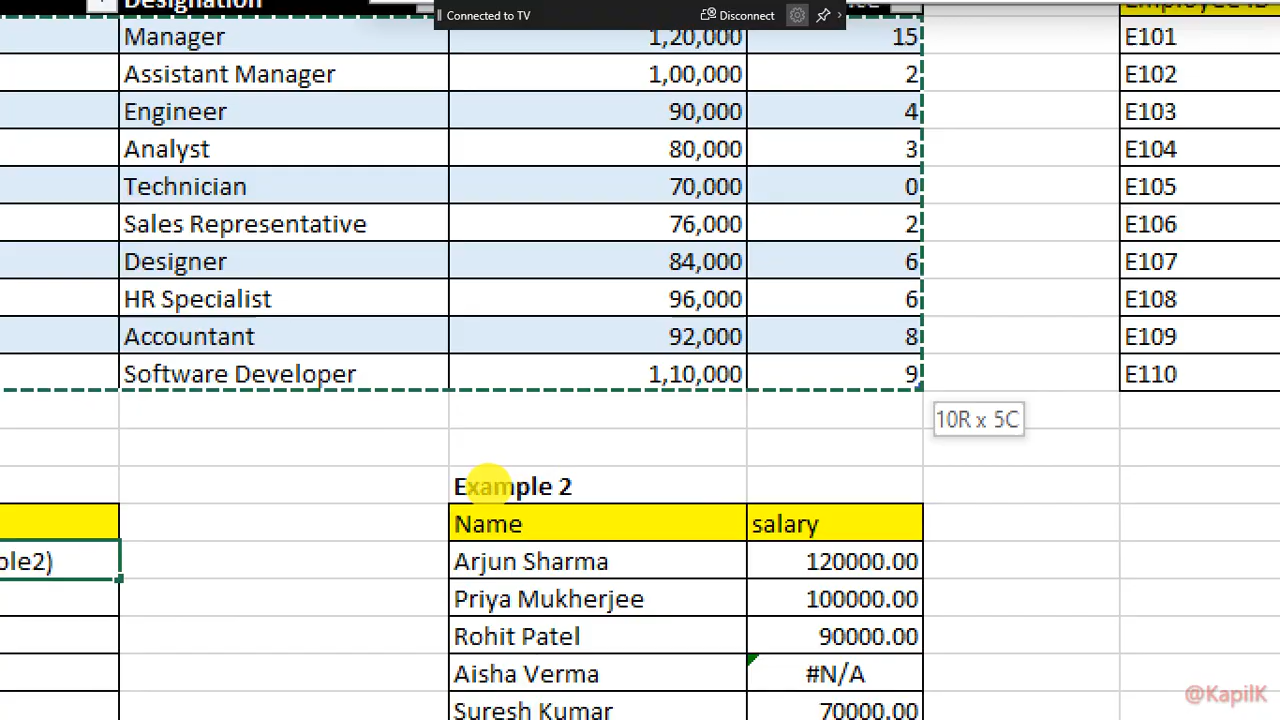 Designation
Connected to TV Disconnect
Manager 1,20,000 15 E101
Assistant Manager 1,00,000 2 E102
Engineer 90,000 4 E103
Analyst 80,000 3 E104
Technician 70,000 0 E105
Sales Representative 76,000 2 E106
Designer 84,000 6 E107
HR Specialist 96,000 6 E108
Accountant 92,000 8 E109
Software Developer 1,10,000 9 E110
10R x 5C
Example 2
Name salary
ple2) Arjun Sharma 120000.00
Priya Mukherjee 100000.00
Rohit Patel 90000.00
Aisha Verma #N/A
Suresh Kumar 70000.00
@KapilK